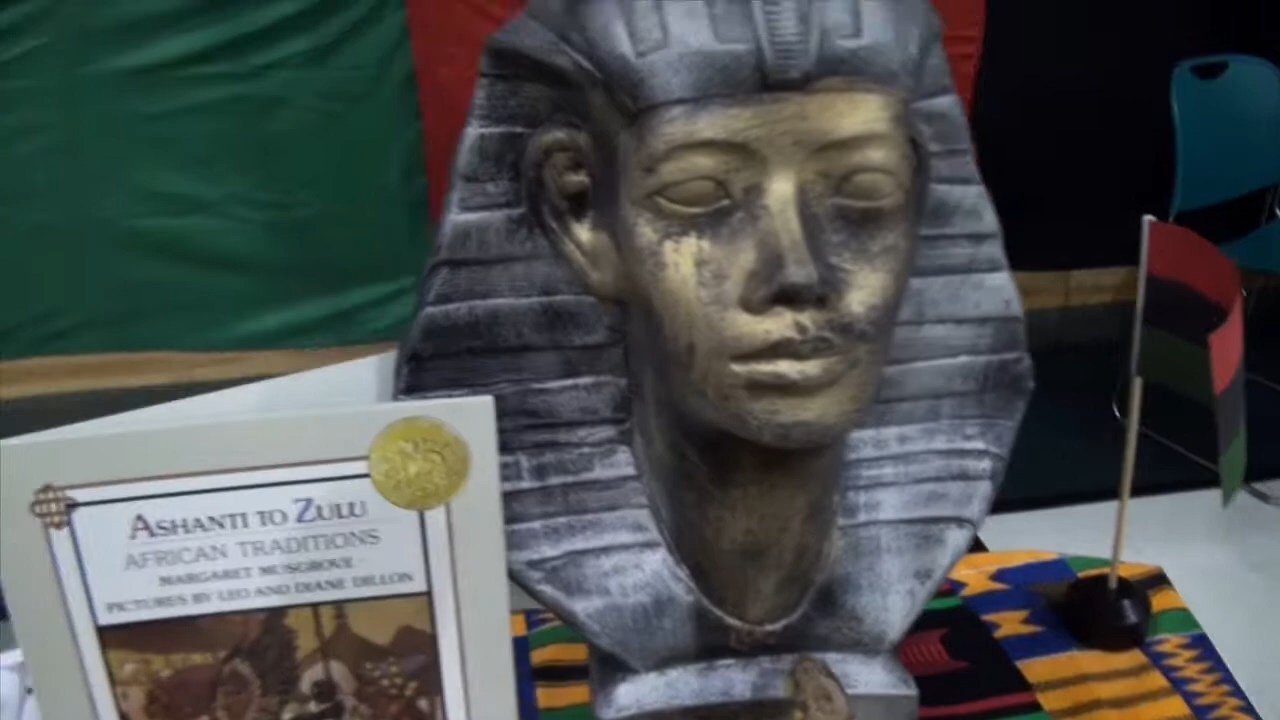 ASHANTI TO ZULU
AFRICAN TRADITIONS
MARGARET MUSGROVE
PICTURES BY LEO AND DIANE DILLON